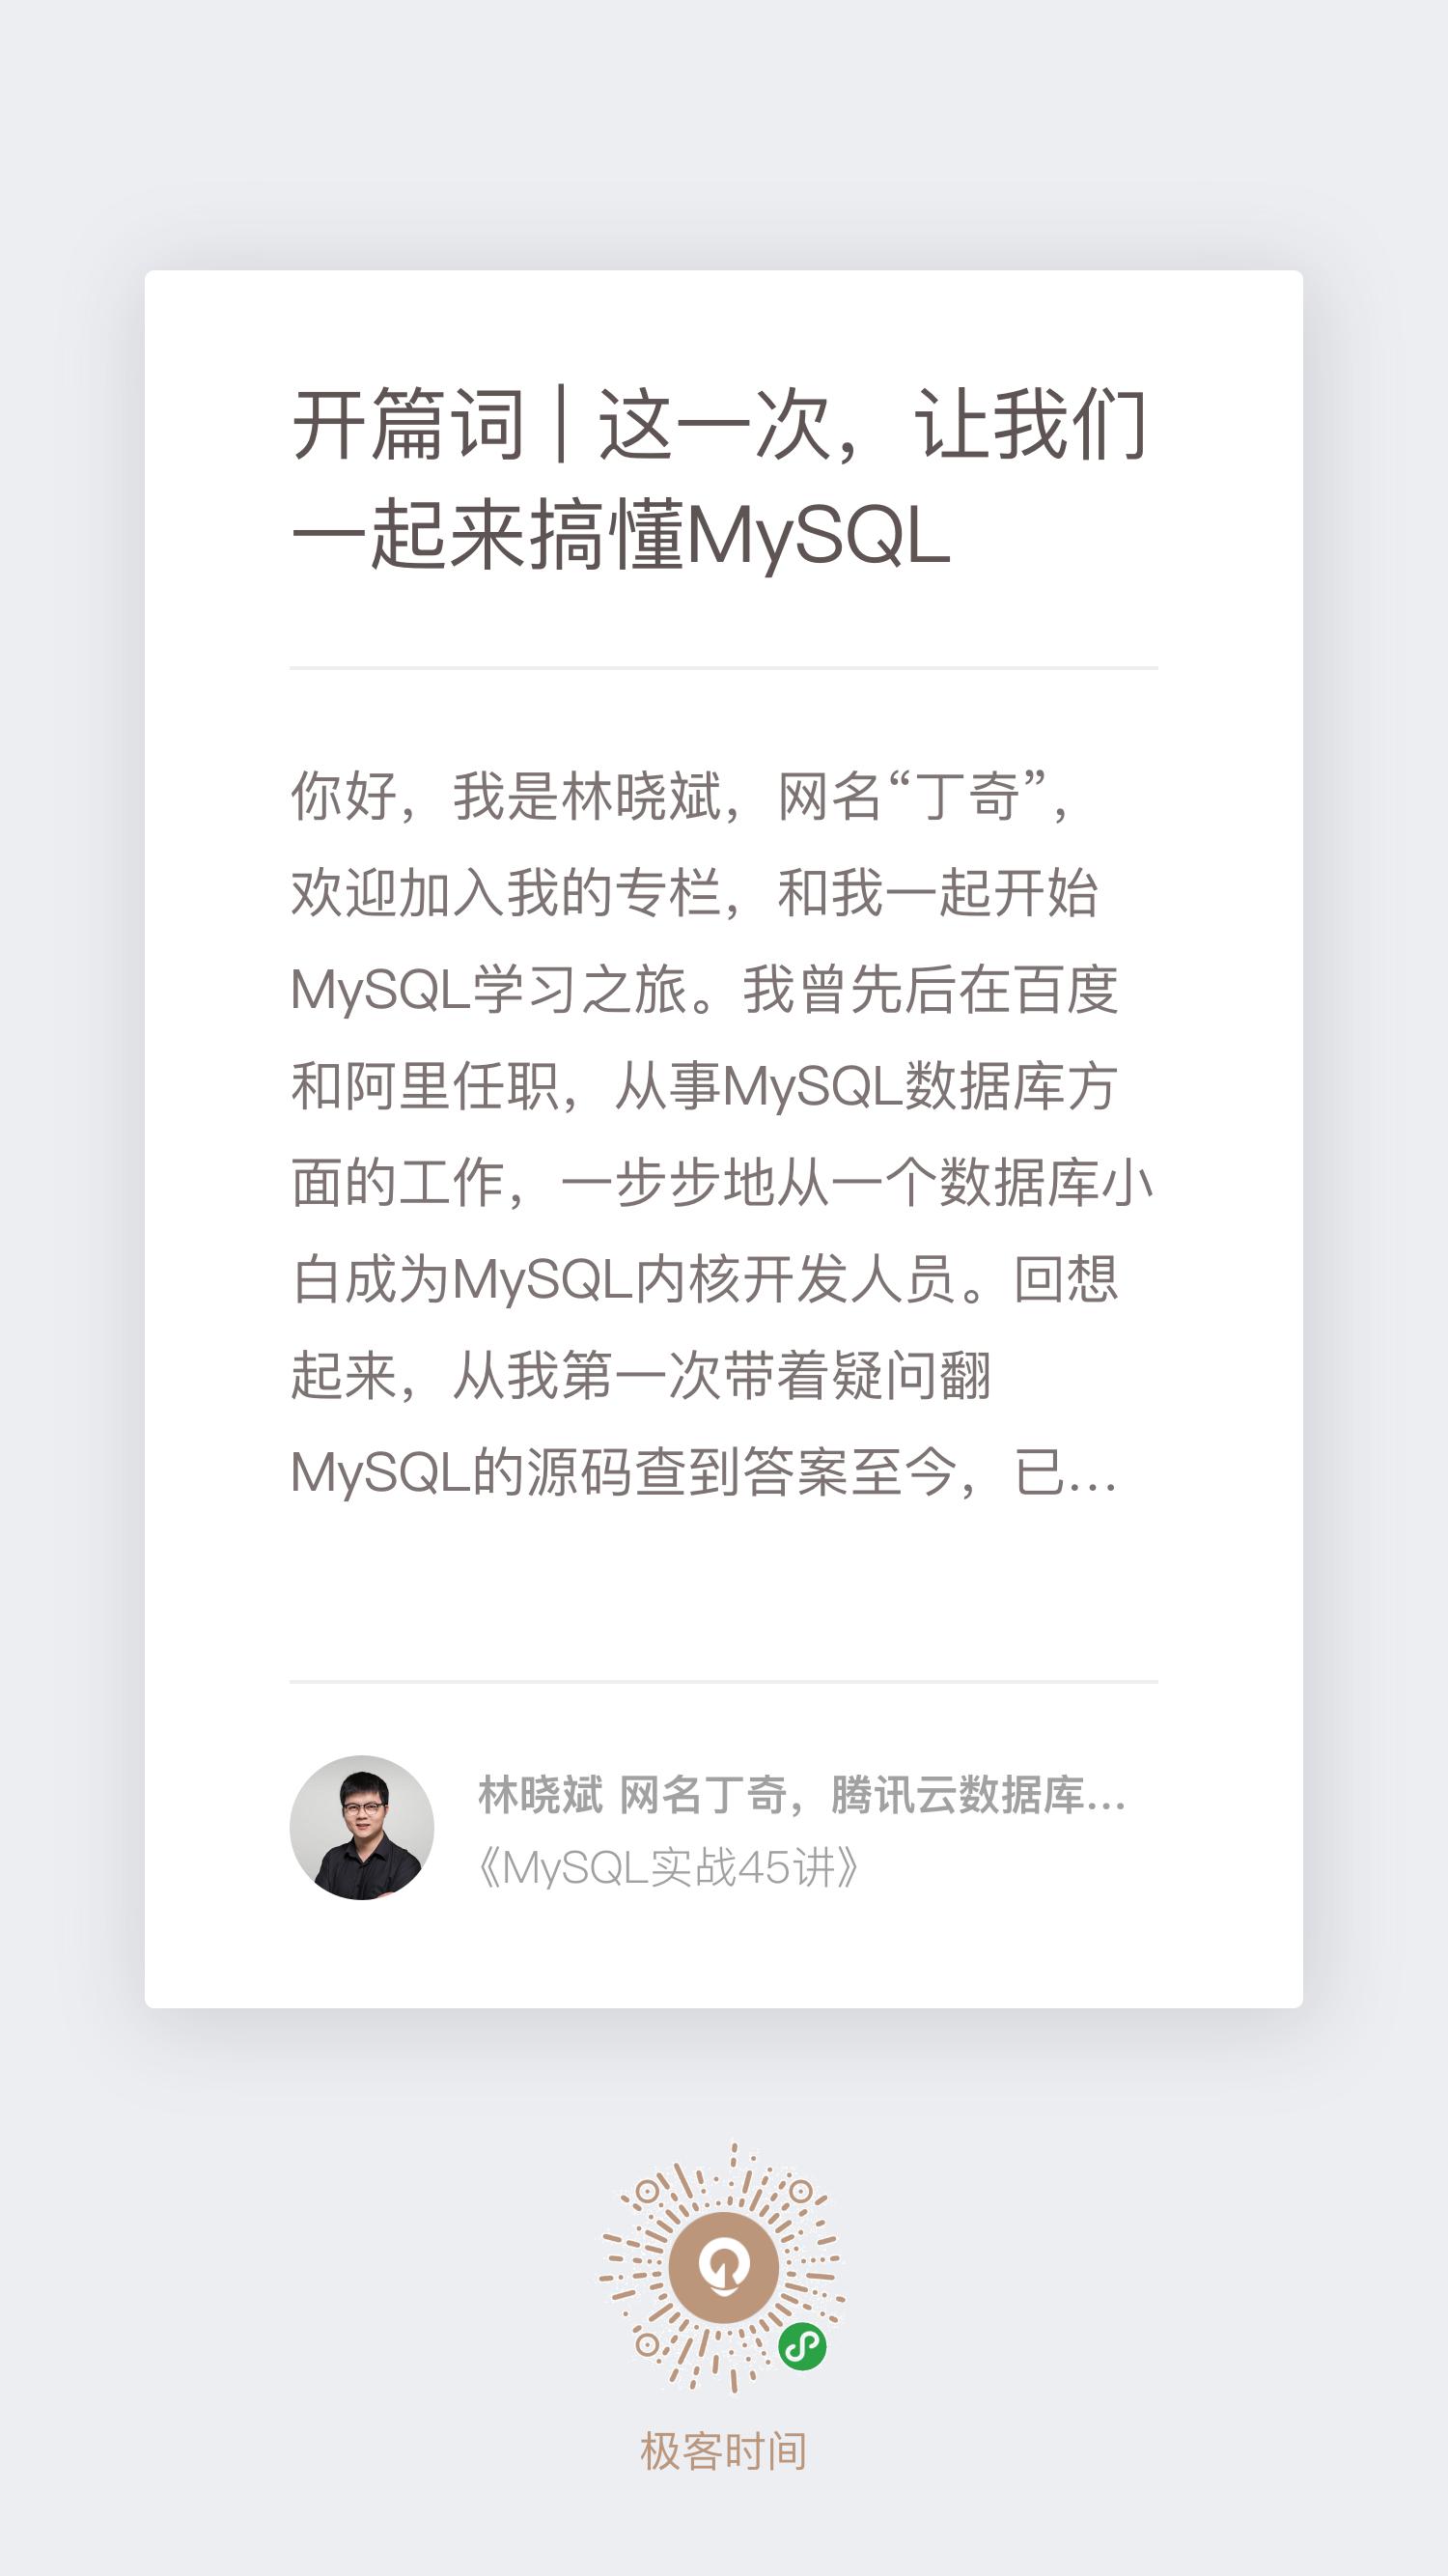 开篇词 | 这一次，让我们
一起来搞懂MySQL
你好，我是林晓斌，网名“丁奇”，
欢迎加入我的专栏，和我一起开始
MySQL学习之旅。我曾先后在百度
和阿里任职，从事MySQL数据库方
面的工作，一步步地从一个数据库小
白成为MySQL内核开发人员。回想
起来，从我第一次带着疑问翻
MySQL的源码查到答案至今，已...
林晓斌 网名丁奇，腾讯云数据库...
《MySQL实战45讲》
极客时间